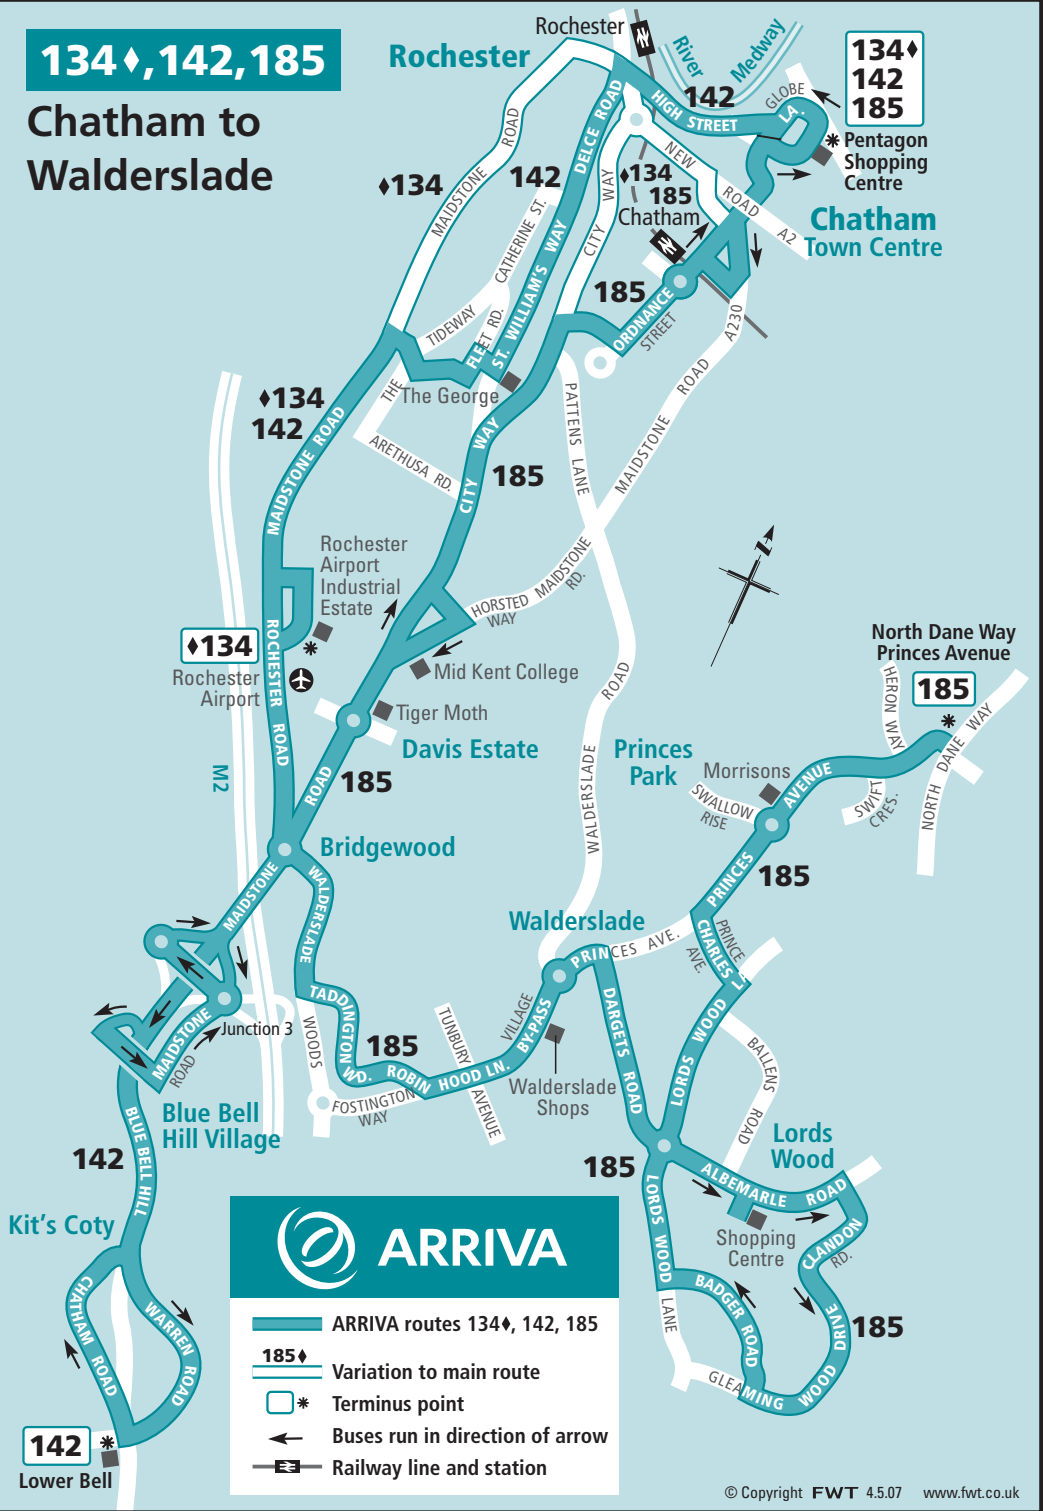 134♦,142,185
Chatham to
Walderslade
Rochester
Rochester
River
Medway
134♦
142
185
GLOBE
LA.
Pentagon
Shopping
Centre
142
HIGH STREET
DELCE ROAD
NEW
ROAD
A2
Chatham
Town Centre
♦134
MAIDSTONE
ROAD
142
CATHERINE ST.
CITY
WAY
♦134
185
Chatham
185
ORDNANCE
STREET
A230
TIDEWAY
THE
FLEET RD.
ST. WILLIAM'S WAY
The George
ARETHUSA RD.
♦134
142
MAIDSTONE ROAD
CITY
WAY
185
PATTENS LANE
MAIDSTONE
ROAD
Rochester
Airport
Industrial
Estate
♦134
Rochester
Airport
ROCHESTER
ROAD
HORSTED
WAY
MAIDSTONE
RD.
Mid Kent College
Tiger Moth
Davis Estate
185
ROAD
M2
Bridgewood
WALDERSLADE
ROAD
N
North Dane Way
Princes Avenue
185
HERON WAY
NORTH DANE WAY
SWIFT
CRES.
Princes
Park
Morrisons
SWALLOW
RISE
PRINCES
AVENUE
185
Walderslade
PRINCES AVE.
PRINCE
CHARLES
AVE.
MAIDSTONE
WALDERSLADE
WOODS
TADDINGTON
WD.
185
ROBIN HOOD LN.
FOSTINGTON
WAY
TUNBURY
AVENUE
VILLAGE
BY-PASS
Walderslade
Shops
DARGETS ROAD
LORDS WOOD
L.
BALLENS
ROAD
Junction 3
MAIDSTONE
ROAD
Blue Bell
Hill Village
142
BLUE BELL HILL
Kit's Coty
CHATHAM ROAD
WARREN ROAD
142
Lower Bell
Lords
Wood
185
ALBEMARLE ROAD
Shopping
Centre
CLANDON
RD.
LORDS WOOD
LANE
BADGER ROAD
DRIVE
WOOD
GLEAMING
185
ARRIVA
ARRIVA routes 134♦, 142, 185
185♦
Variation to main route
Terminus point
Buses run in direction of arrow
Railway line and station
© Copyright FWT 4.5.07 www.fwt.co.uk